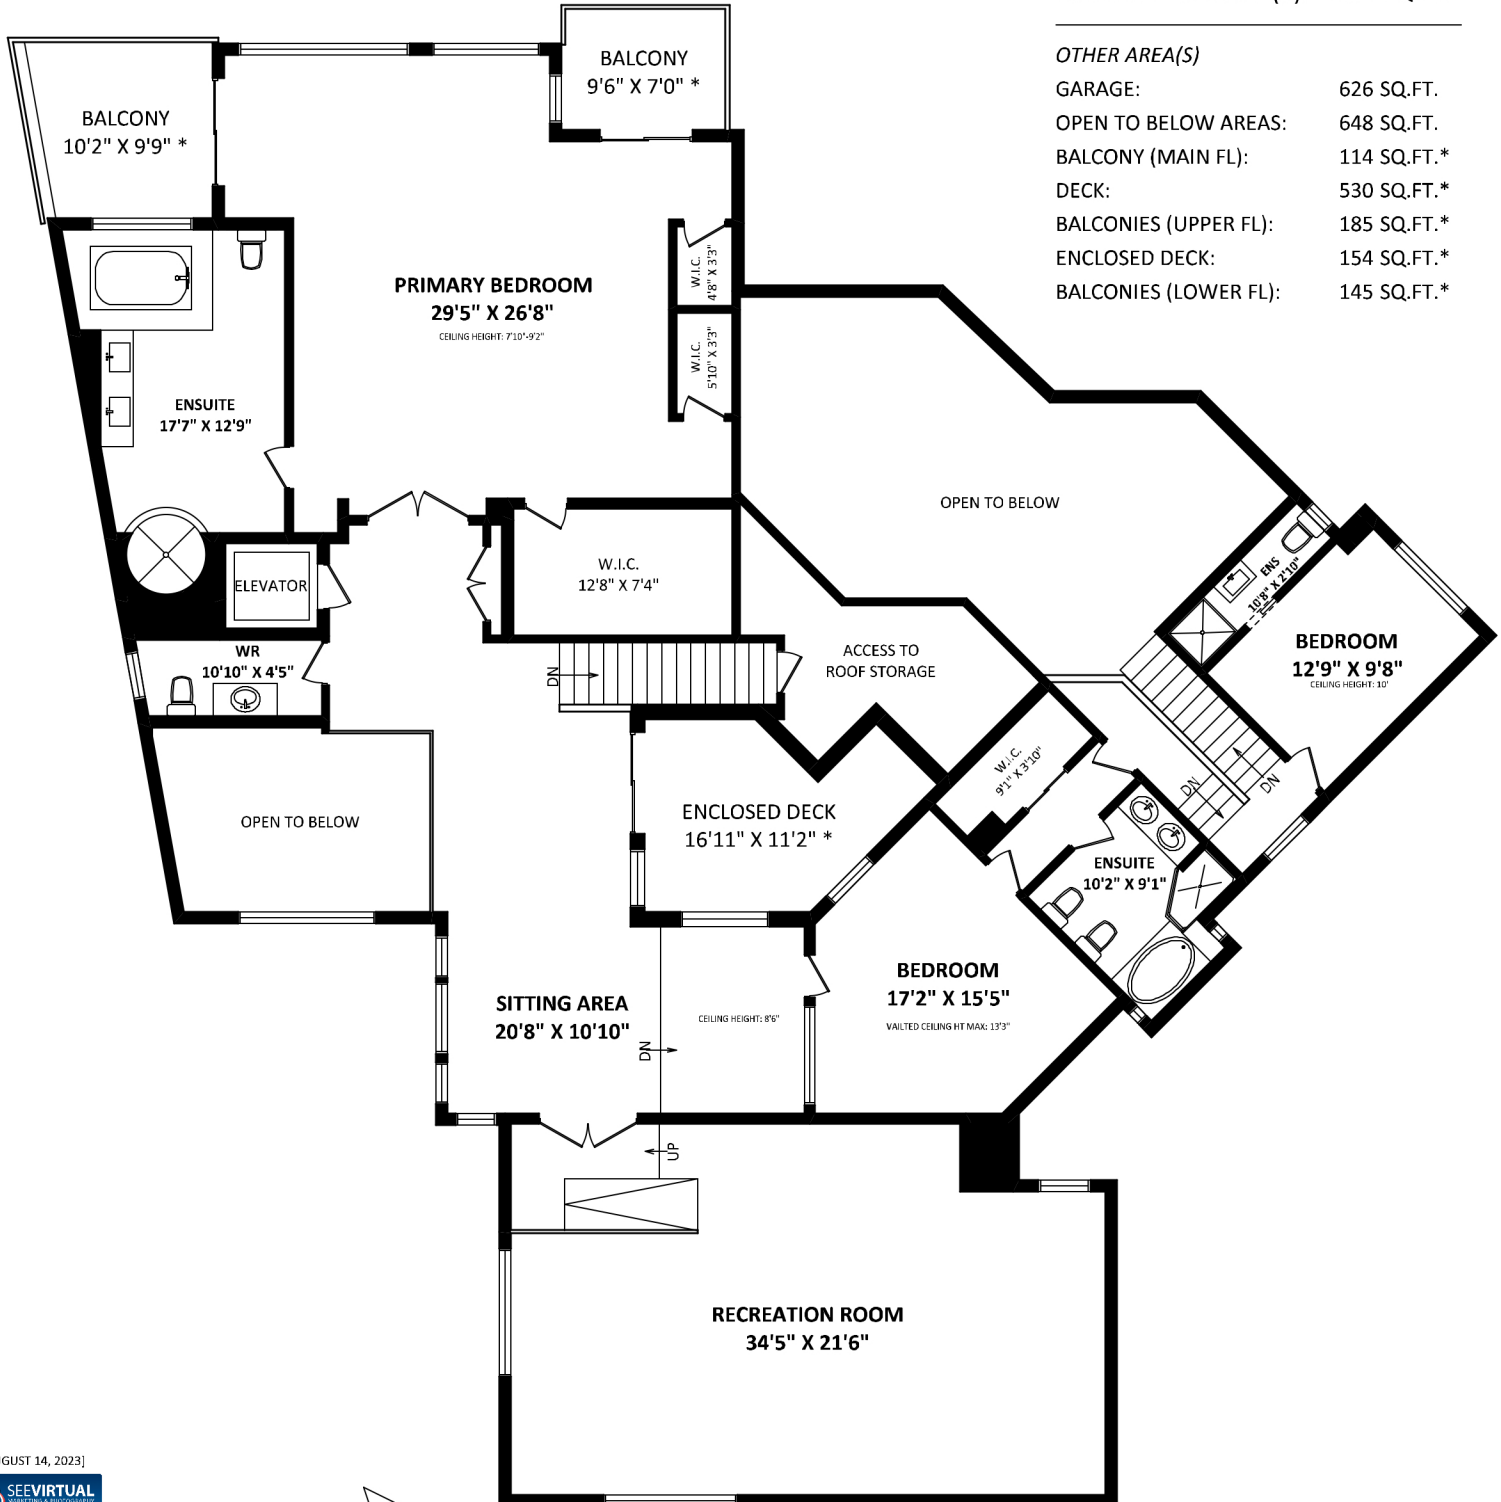 OTHER AREA(S)
GARAGE: 626 SQ.FT.
OPEN TO BELOW AREAS: 648 SQ.FT.
BALCONY (MAIN FL): 114 SQ.FT.*
DECK: 530 SQ.FT.*
BALCONIES (UPPER FL): 185 SQ.FT.*
ENCLOSED DECK: 154 SQ.FT.*
BALCONIES (LOWER FL): 145 SQ.FT.*
BALCONY
9'6" X 7'0" *
BALCONY
10'2" X 9'9" *
W.I.C.
4'8" X 3'3"
PRIMARY BEDROOM
29'5" X 26'8"
CEILING HEIGHT: 7'10"-9'2"
W.I.C.
5'10" X 3'3"
ENSUITE
17'7" X 12'9"
OPEN TO BELOW
W.I.C.
12'8" X 7'4"
ELEVATOR
ENS
10'8" X 2'10"
BEDROOM
12'9" X 9'8"
CEILING HEIGHT: 10'
WR
10'10" X 4'5"
DN
ACCESS TO
ROOF STORAGE
W.I.C.
9'1" X 3'10"
DN
DN
OPEN TO BELOW
ENCLOSED DECK
16'11" X 11'2" *
ENSUITE
10'2" X 9'1"
BEDROOM
17'2" X 15'5"
VAILTED CEILING HT MAX: 13'3"
SITTING AREA
20'8" X 10'10"
CEILING HEIGHT: 8'6"
DN
UP
RECREATION ROOM
34'5" X 21'6"
14, 2023]
SEEVIRTUAL
MARKETING & PHOTOGRAPHY